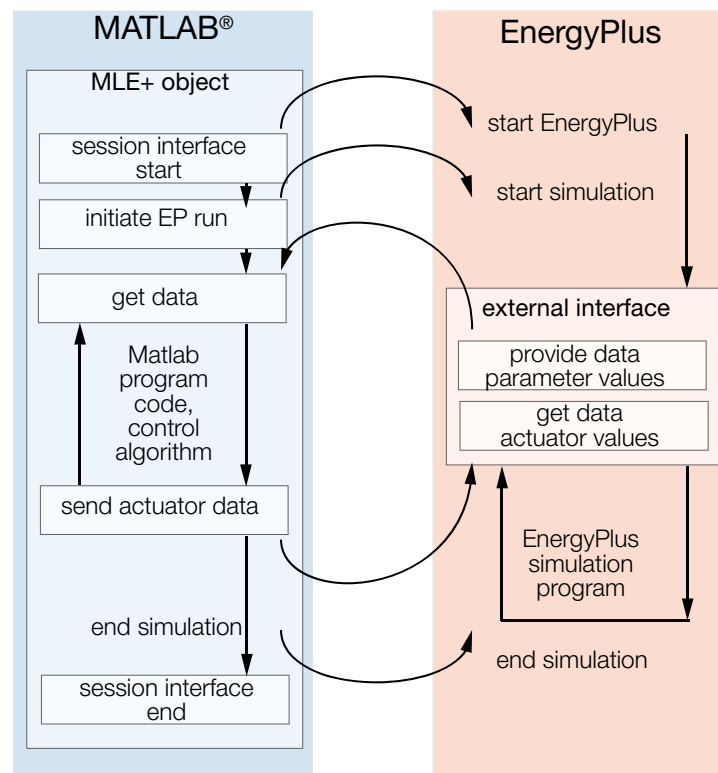 MATLAB®
MLE+ object
session interface
start
initiate EP run
get data
Matlab
program
code,
control
algorithm
send actuator data
end simulation
session interface
end
EnergyPlus
start EnergyPlus
start simulation
external interface
provide data
parameter values
get data
actuator values
EnergyPlus
simulation
program
end simulation